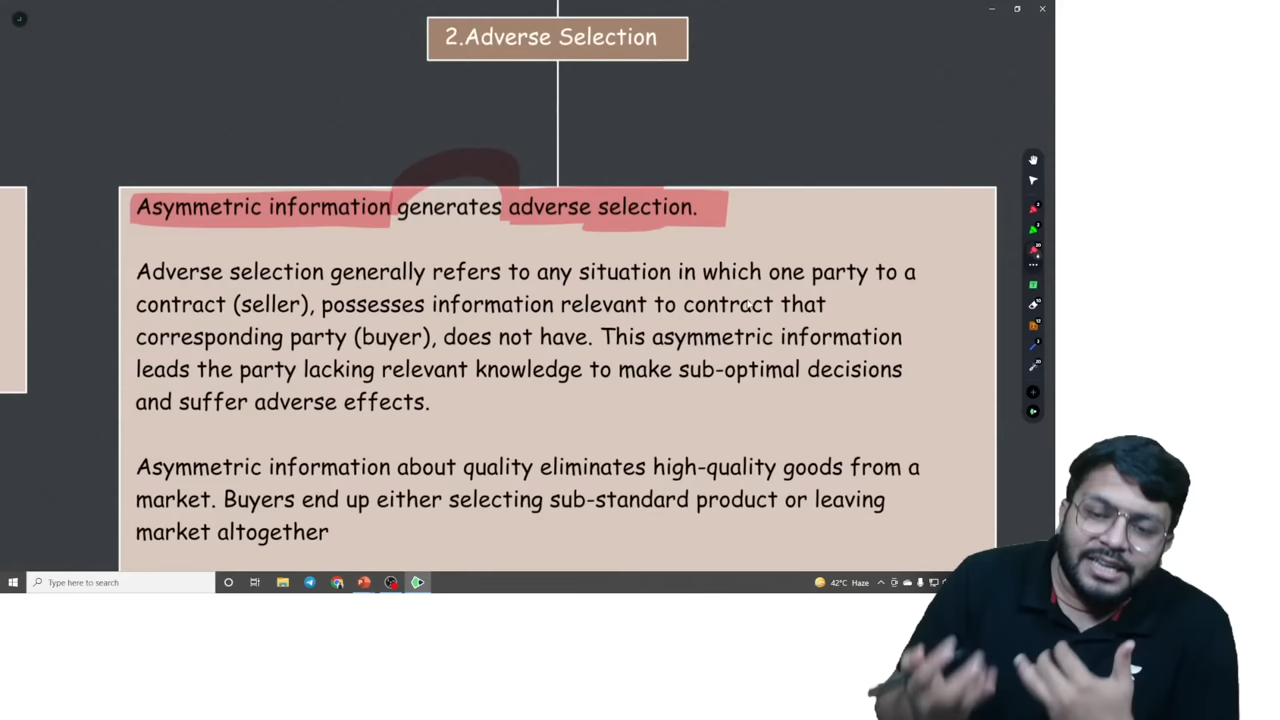 2.Adverse Selection
Asymmetric information generates adverse selection.
Adverse selection generally refers to any situation in which one party to a
contract (seller), possesses information relevant to contract that
corresponding party (buyer), does not have. This asymmetric information
leads the party lacking relevant knowledge to make sub-optimal decisions
and suffer adverse effects.
Asymmetric information about quality eliminates high-quality goods from a
market. Buyers end up either selecting sub-standard product or leaving
market altogether
Type here to search
42°C Haze